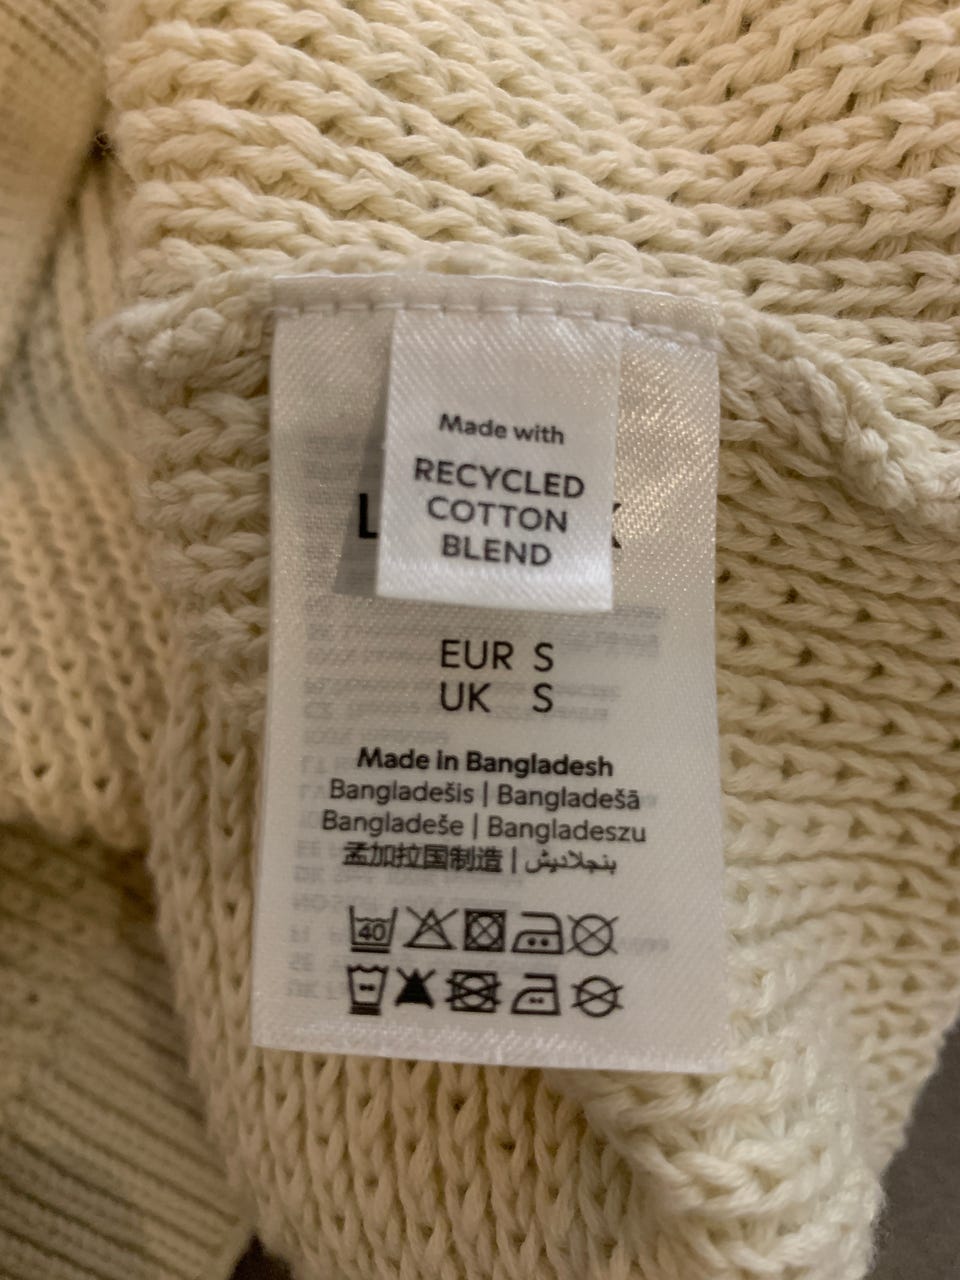 Made with
RECYCLED
COTTON
BLEND
EUR S
UK S
Made in Bangladesh
Bangladešis | Bangladešā
Bangladeše | Bangladeszu
孟加拉国制造 | بنجلاديش
40